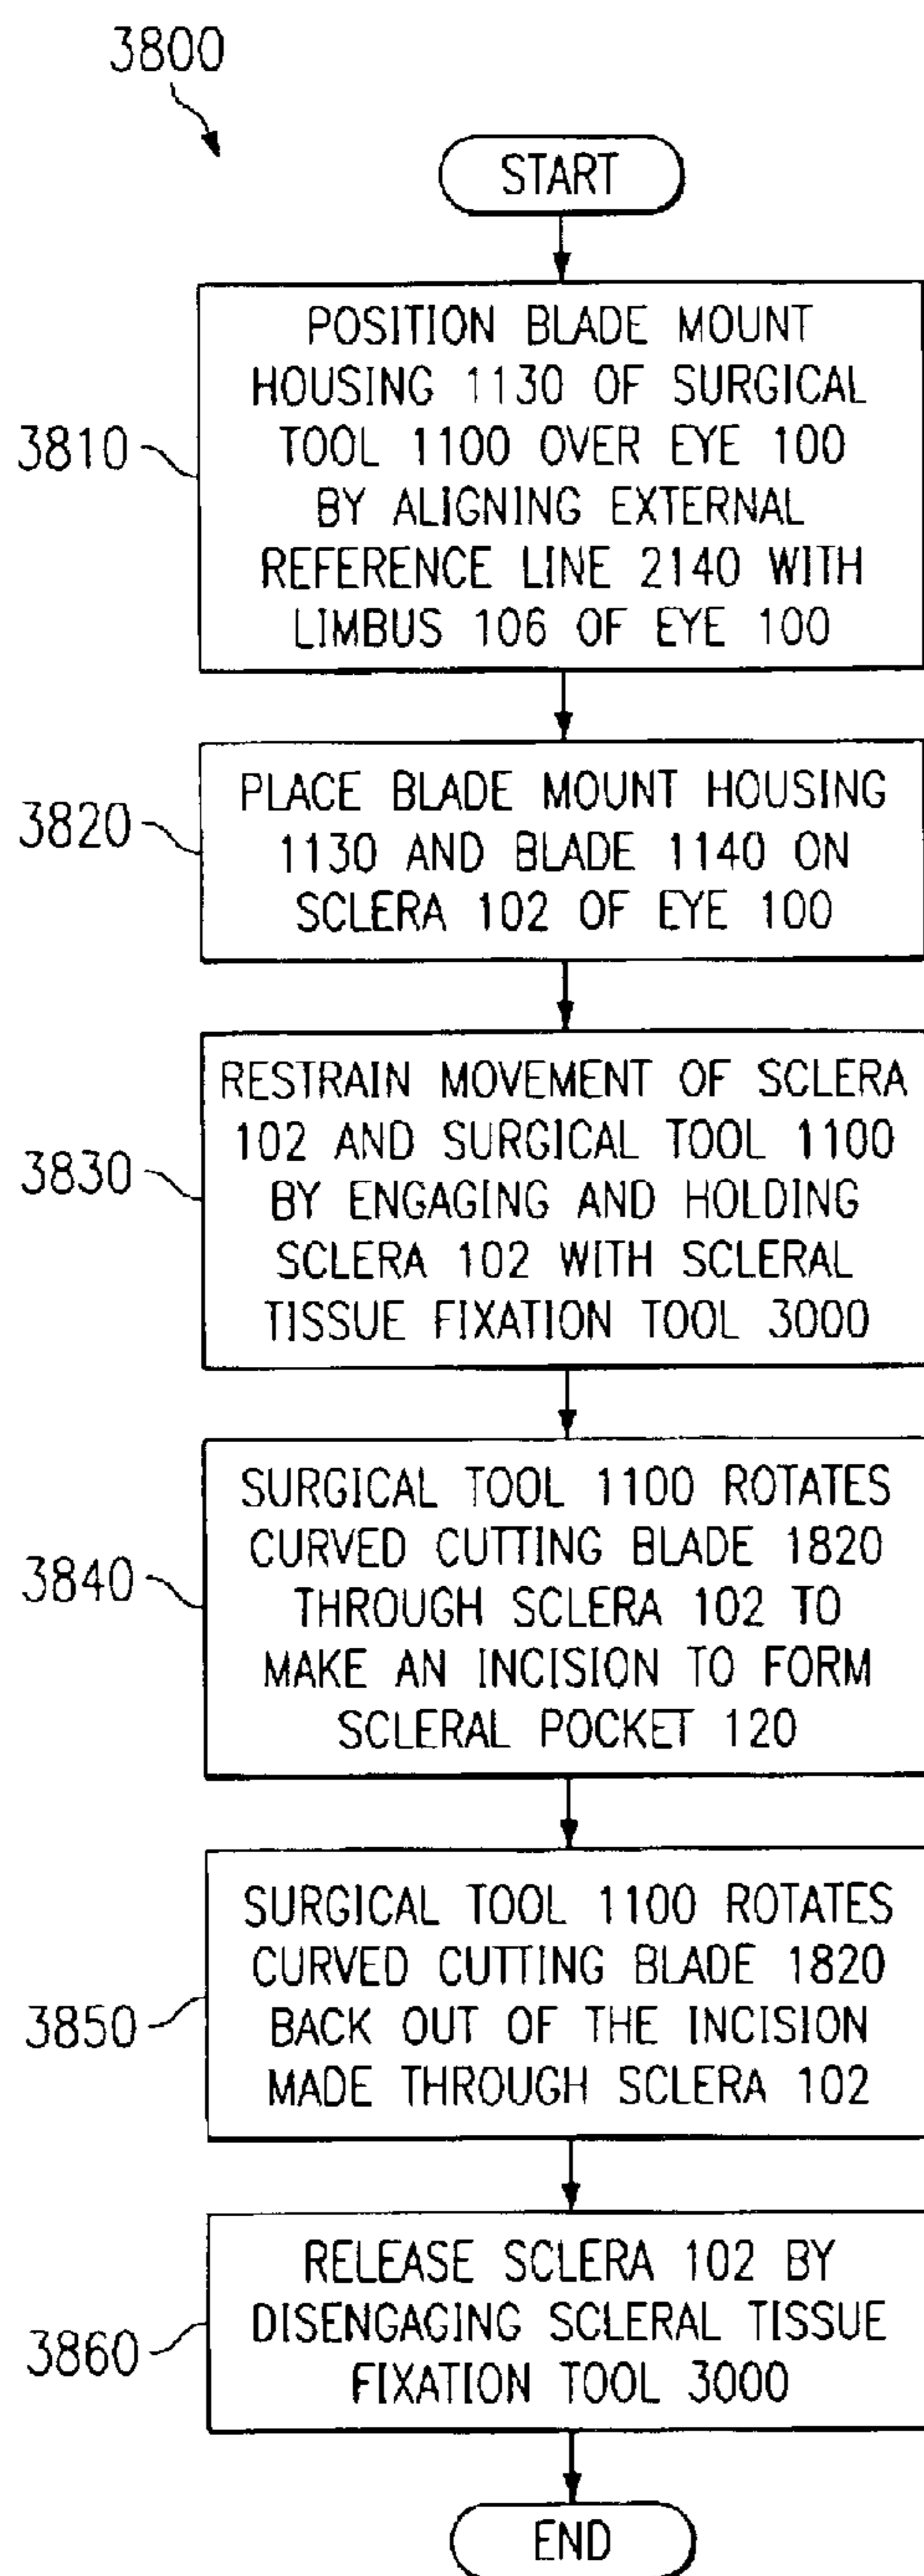 3800
START
3810
POSITION BLADE MOUNT
HOUSING 1130 OF SURGICAL
TOOL 1100 OVER EYE 100
BY ALIGNING EXTERNAL
REFERENCE LINE 2140 WITH
LIMBUS 106 OF EYE 100
3820
PLACE BLADE MOUNT HOUSING
1130 AND BLADE 1140 ON
SCLERA 102 OF EYE 100
3830
RESTRAIN MOVEMENT OF SCLERA
102 AND SURGICAL TOOL 1100
BY ENGAGING AND HOLDING
SCLERA 102 WITH SCLERAL
TISSUE FIXATION TOOL 3000
3840
SURGICAL TOOL 1100 ROTATES
CURVED CUTTING BLADE 1820
THROUGH SCLERA 102 TO
MAKE AN INCISION TO FORM
SCLERAL POCKET 120
3850
SURGICAL TOOL 1100 ROTATES
CURVED CUTTING BLADE 1820
BACK OUT OF THE INCISION
MADE THROUGH SCLERA 102
3860
RELEASE SCLERA 102 BY
DISENGAGING SCLERAL TISSUE
FIXATION TOOL 3000
END